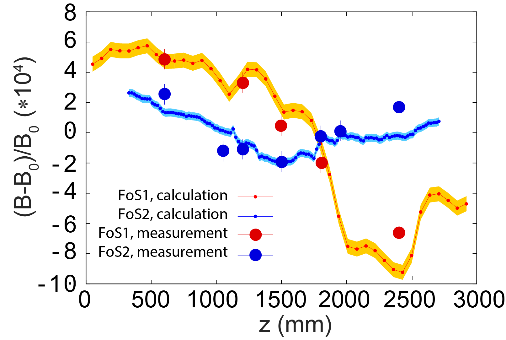 8
6
4
2
0
-2
-4
-6
-8
-10
(B-B₀)/B₀ (*10⁴)
FoS1, calculation
FoS2, calculation
FoS1, measurement
FoS2, measurement
0 500 1000 1500 2000 2500 3000
z (mm)